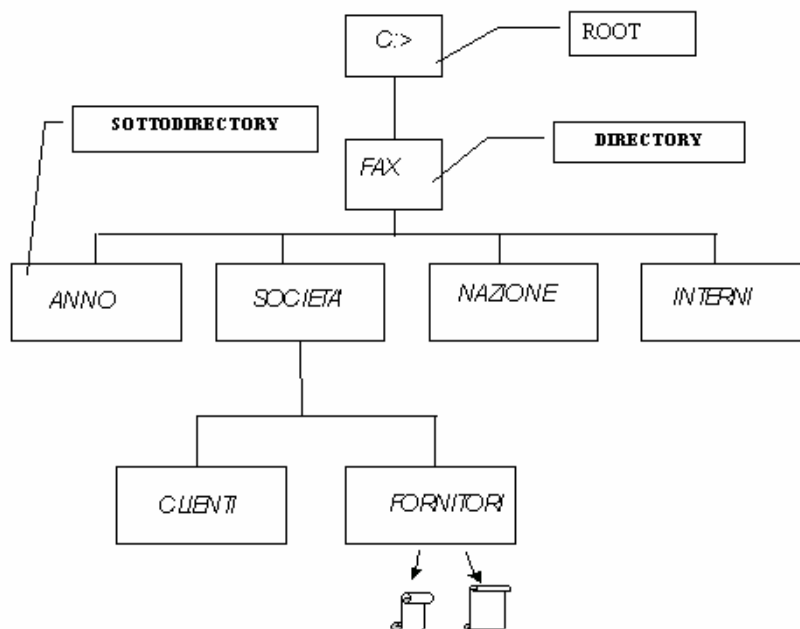 C:>
ROOT
SOTTODIRECTORY
FAX
DIRECTORY
ANNO
SOCIETA'
NAZIONE
INTERNI
CLIENTI
FORNITORI